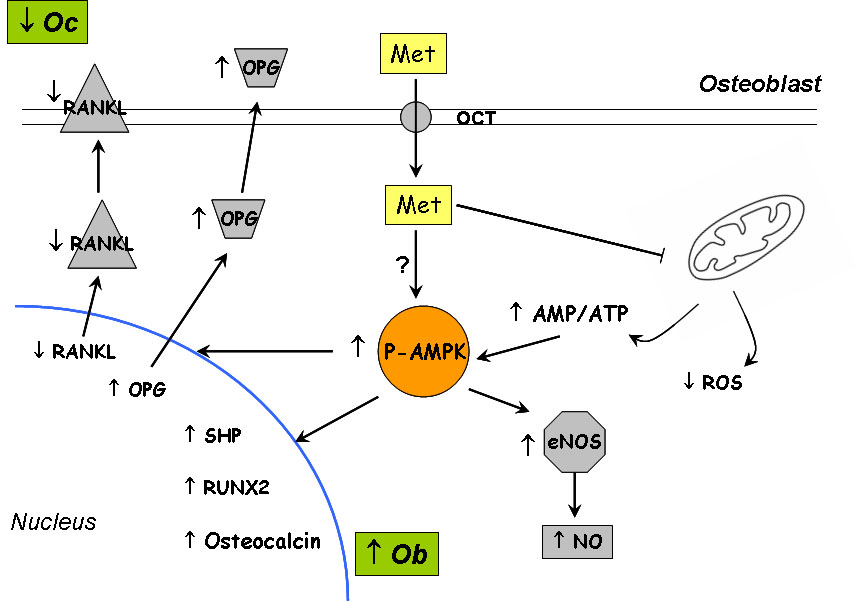 ↓ Oc
↑ OPG
Met
Osteoblast
↓ RANKL
OCT
↓ RANKL
↑ OPG
Met
?
↑ AMP/ATP
↓ RANKL
↑ P-AMPK
↑ OPG
↓ ROS
↑ SHP
↑ eNOS
↑ RUNX2
Nucleus
↑ Osteocalcin
↑ Ob
↑ NO